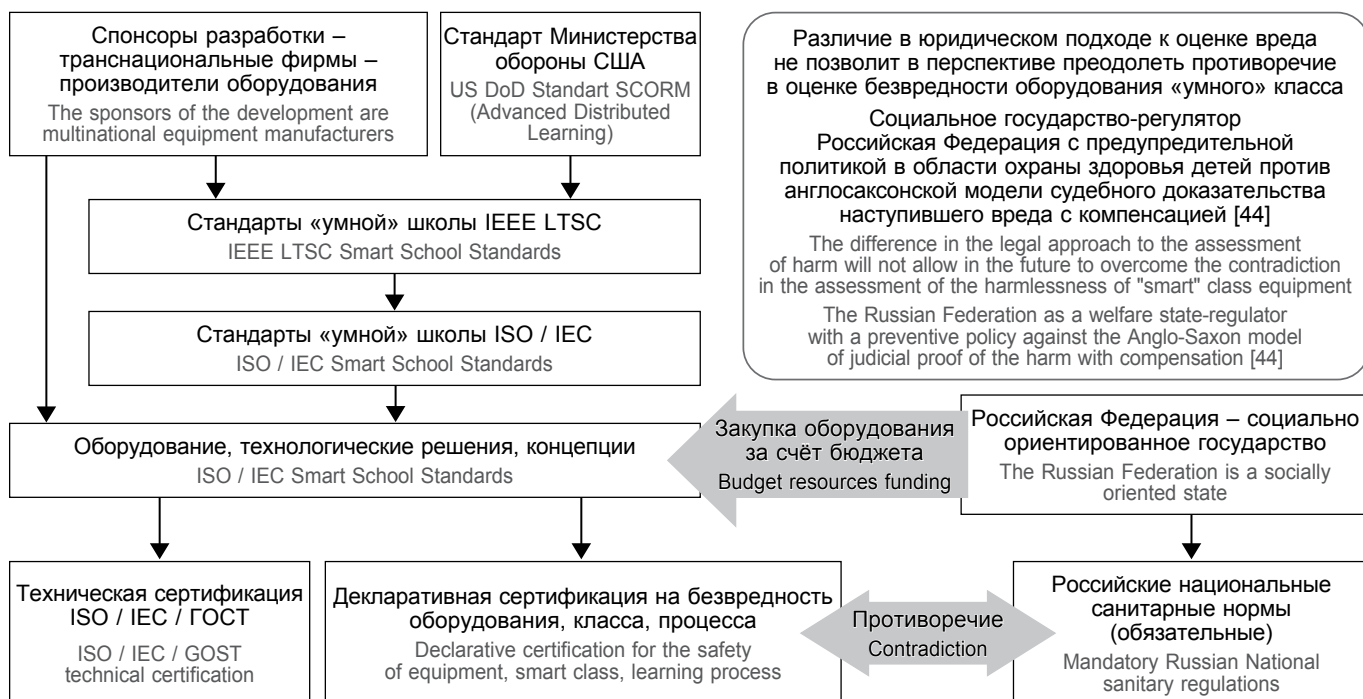 Спонсоры разработки –
транснациональные фирмы –
производители оборудования
The sponsors of the development are
multinational equipment manufacturers
Стандарт Министерства
обороны США
US DoD Standart SCORM
(Advanced Distributed
Learning)
Различие в юридическом подходе к оценке вреда
не позволит в перспективе преодолеть противоречие
в оценке безвредности оборудования «умного» класса
Социальное государство-регулятор
Российская Федерация с предупредительной
политикой в области охраны здоровья детей против
англосаксонской модели судебного доказательства
наступившего вреда с компенсацией [44]
The difference in the legal approach to the assessment
of harm will not allow in the future to overcome the contradiction
in the assessment of the harmlessness of "smart" class equipment
The Russian Federation as a welfare state-regulator
with a preventive policy against the Anglo-Saxon model
of judicial proof of the harm with compensation [44]
Стандарты «умной» школы IEEE LTSC
IEEE LTSC Smart School Standards
Стандарты «умной» школы ISO / IEC
ISO / IEC Smart School Standards
Оборудование, технологические решения, концепции
ISO / IEC Smart School Standards
Закупка оборудования
за счёт бюджета
Budget resources funding
Российская Федерация – социально
ориентированное государство
The Russian Federation is a socially
oriented state
Техническая сертификация
ISO / IEC / ГОСТ
ISO / IEC / GOST
technical certification
Декларативная сертификация на безвредность
оборудования, класса, процесса
Declarative certification for the safety
of equipment, smart class, learning process
Противоречие
Contradiction
Российские национальные
санитарные нормы
(обязательные)
Mandatory Russian National
sanitary regulations